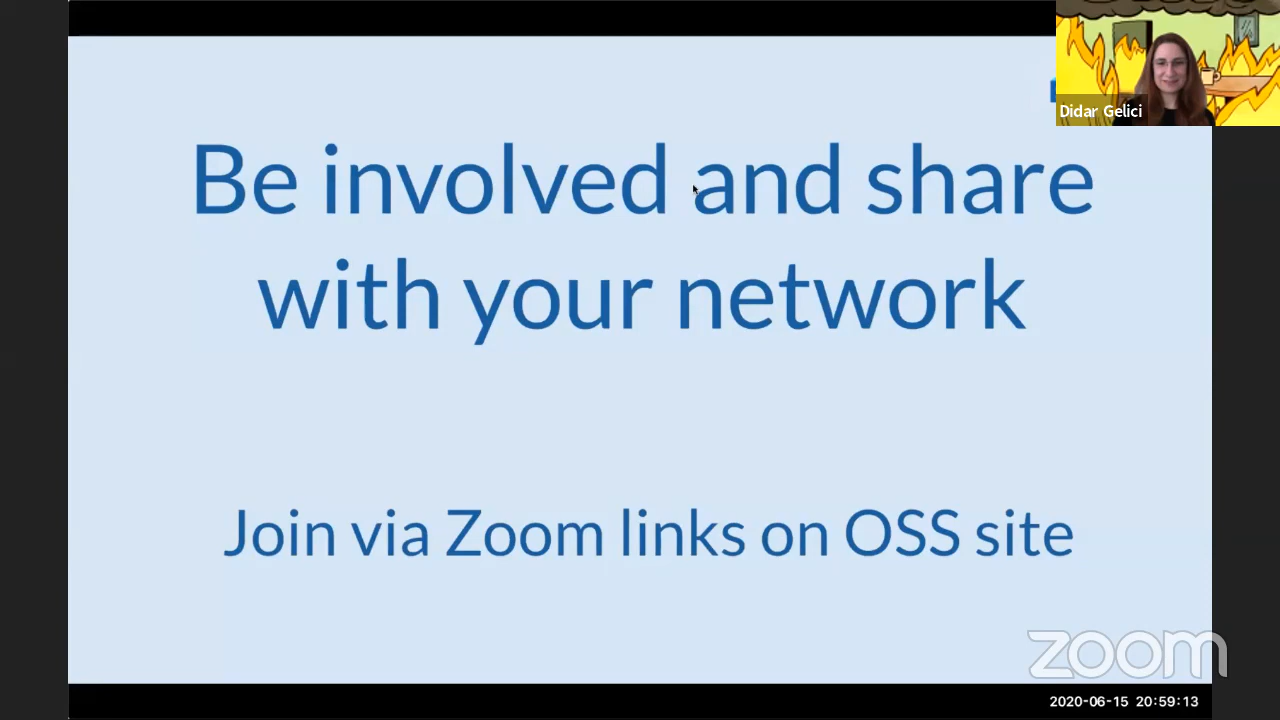 Didar Gelici
Be involved and share
with your network
Join via Zoom links on OSS site
zoom
2020-06-15 20:59:13